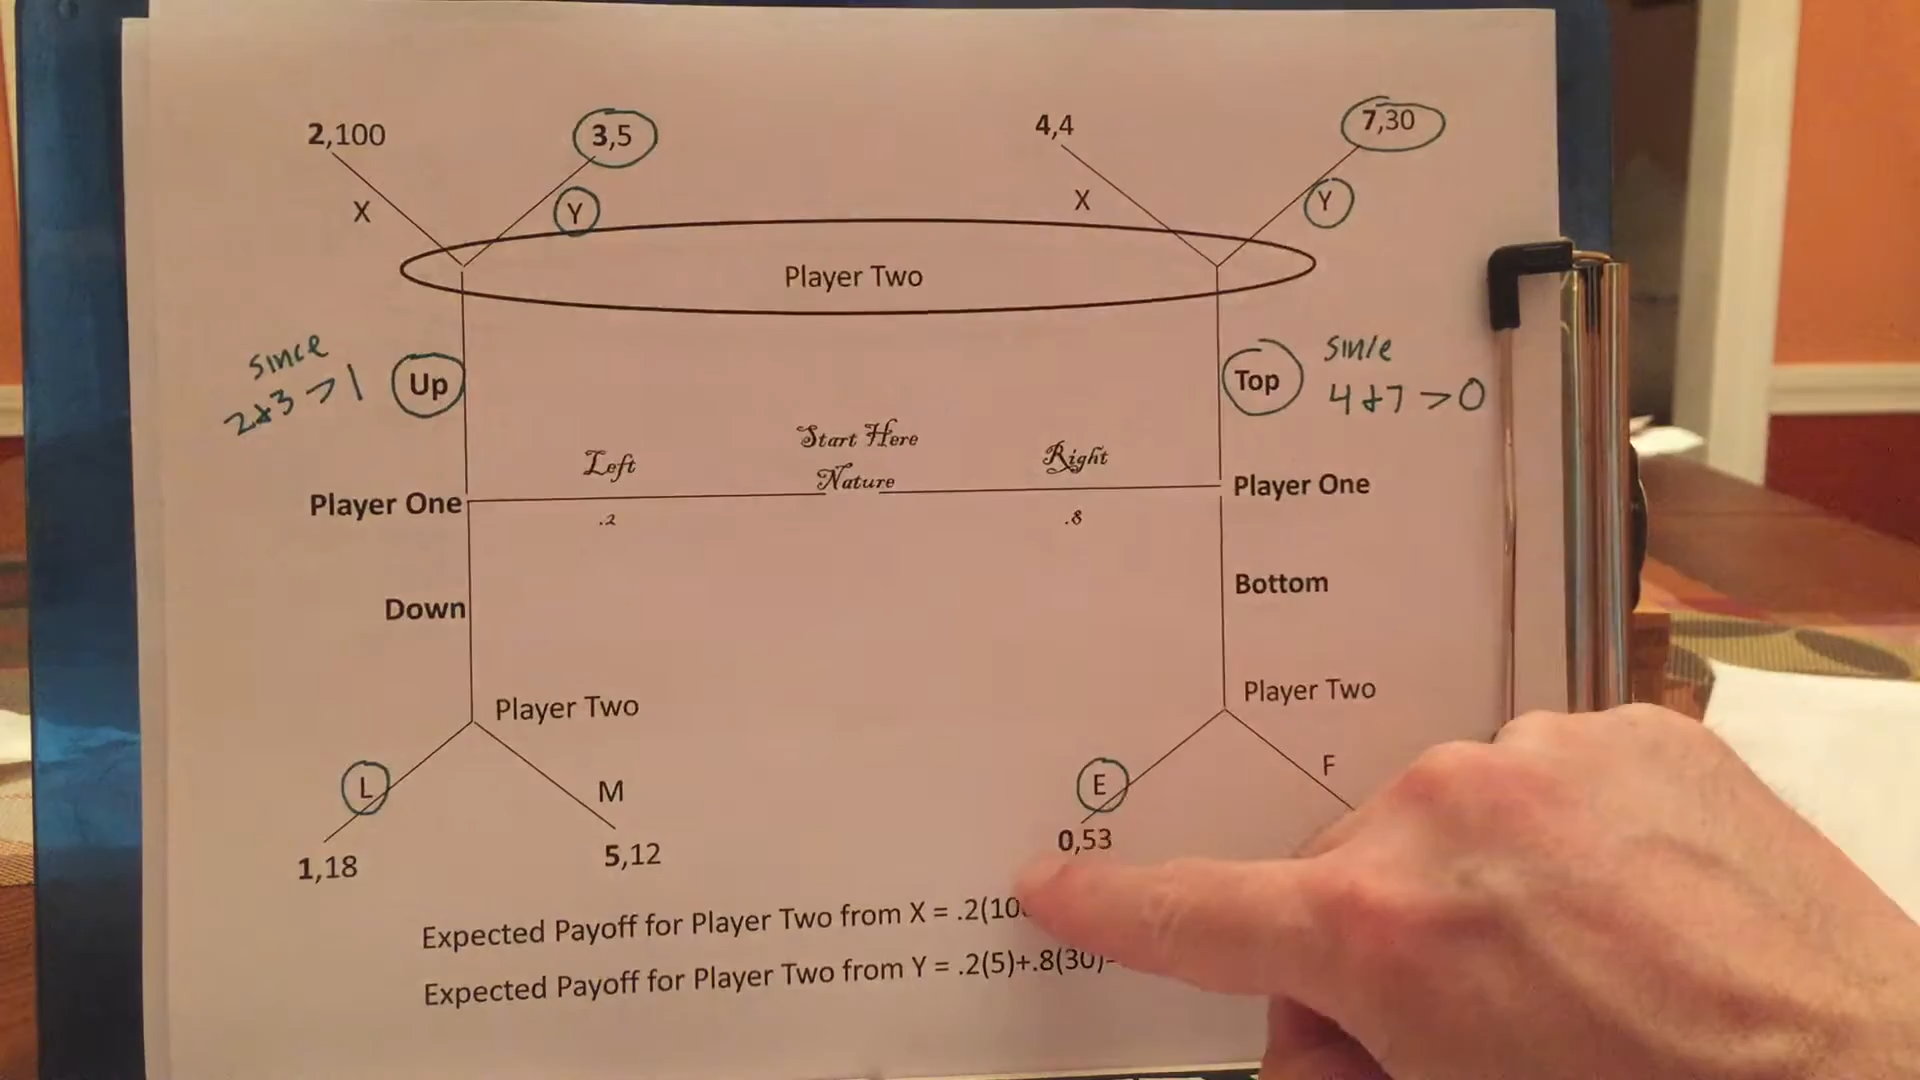 2,100
3,5
4,4
7,30
X
Y
X
Y
Player Two
since
2+3 >1
Up
Top
since
4+7 >0
Start Here
Nature
Left
Right
.2
.8
Player One
Player One
Down
Bottom
Player Two
Player Two
L
M
E
F
1,18
5,12
0,53
Expected Payoff for Player Two from X = .2(10
Expected Payoff for Player Two from Y = .2(5)+.8(30)